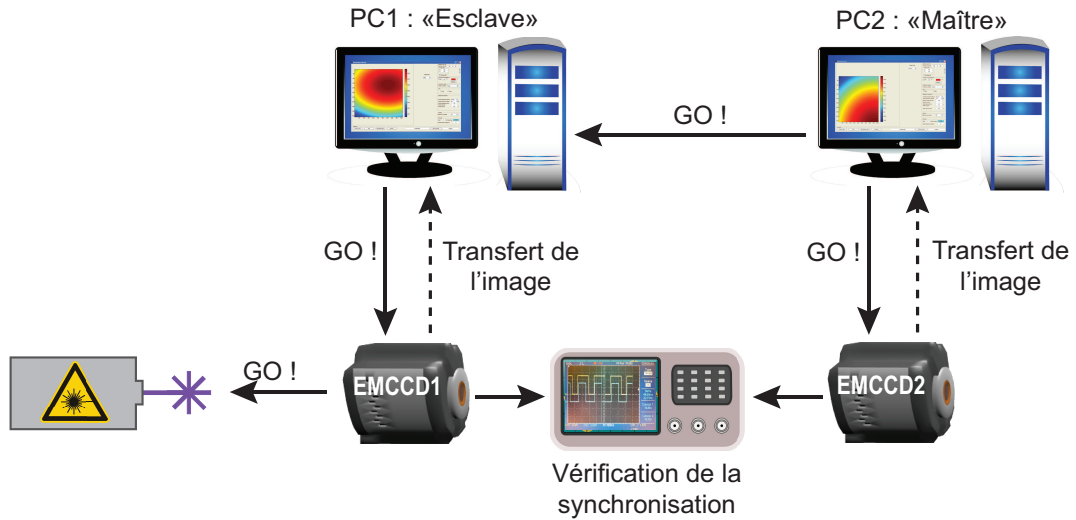 PC1 : «Esclave»
PC2 : «Maître»
GO !
GO !
Transfert de
l’image
GO !
Transfert de
l’image
GO !
EMCCD1
EMCCD2
Vérification de la
synchronisation